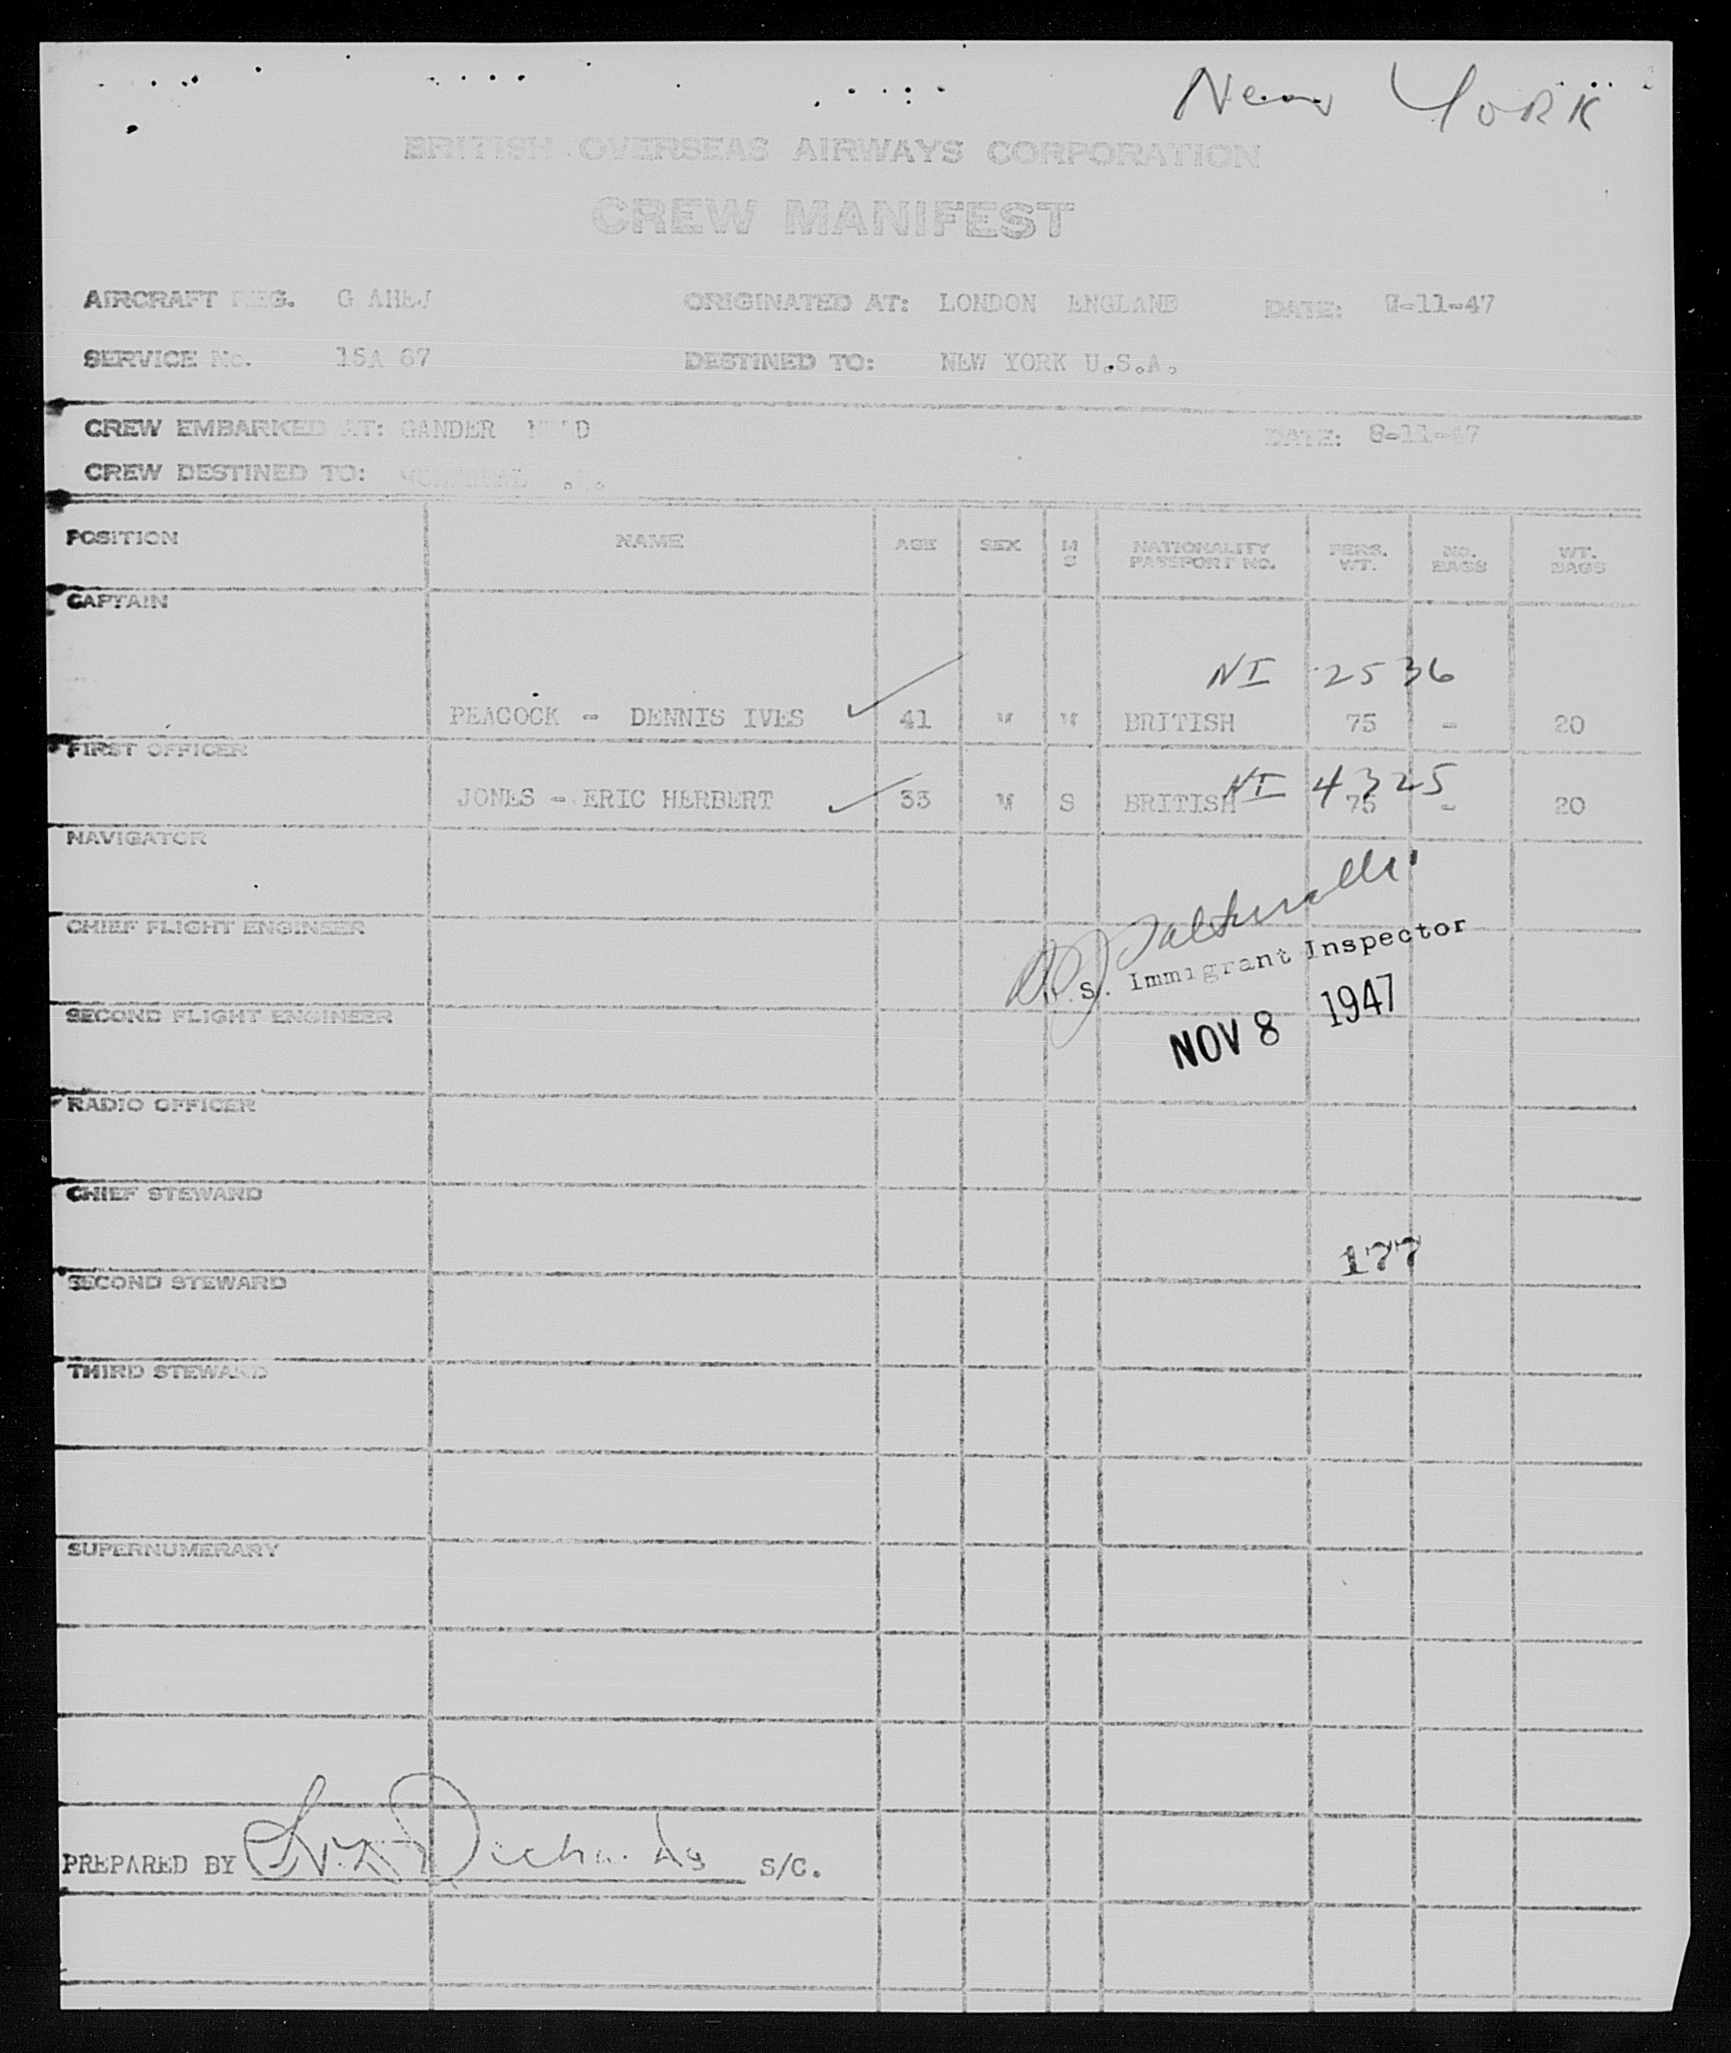 New York
BRITISH OVERSEAS AIRWAYS CORPORATION
CREW MANIFEST
AIRCRAFT REG. G AHEJ ORIGINATED AT: LONDON ENGLAND DATE: 7-11-47
SERVICE No. 15A 67 DESTINED TO: NEW YORK U.S.A.
CREW EMBARKED AT: GANDER NFLD DATE: 8-11-47
CREW DESTINED TO:
POSITION NAME AGE SEX M S NATIONALITY PASSPORT NO. PERS. WT. NO. BAGS WT. BAGS
CAPTAIN
NI 2536
PEACOCK - DENNIS IVES 41 M M BRITISH 75 - 20
FIRST OFFICER
NI 4325
JONES - ERIC HERBERT 33 M S BRITISH 75 - 20
NAVIGATOR
CHIEF FLIGHT ENGINEER
S. Immigrant Inspector
SECOND FLIGHT ENGINEER
NOV 8 1947
RADIO OFFICER
CHIEF STEWARD
177
SECOND STEWARD
THIRD STEWARD
SUPERNUMERARY
PREPARED BY S/C.